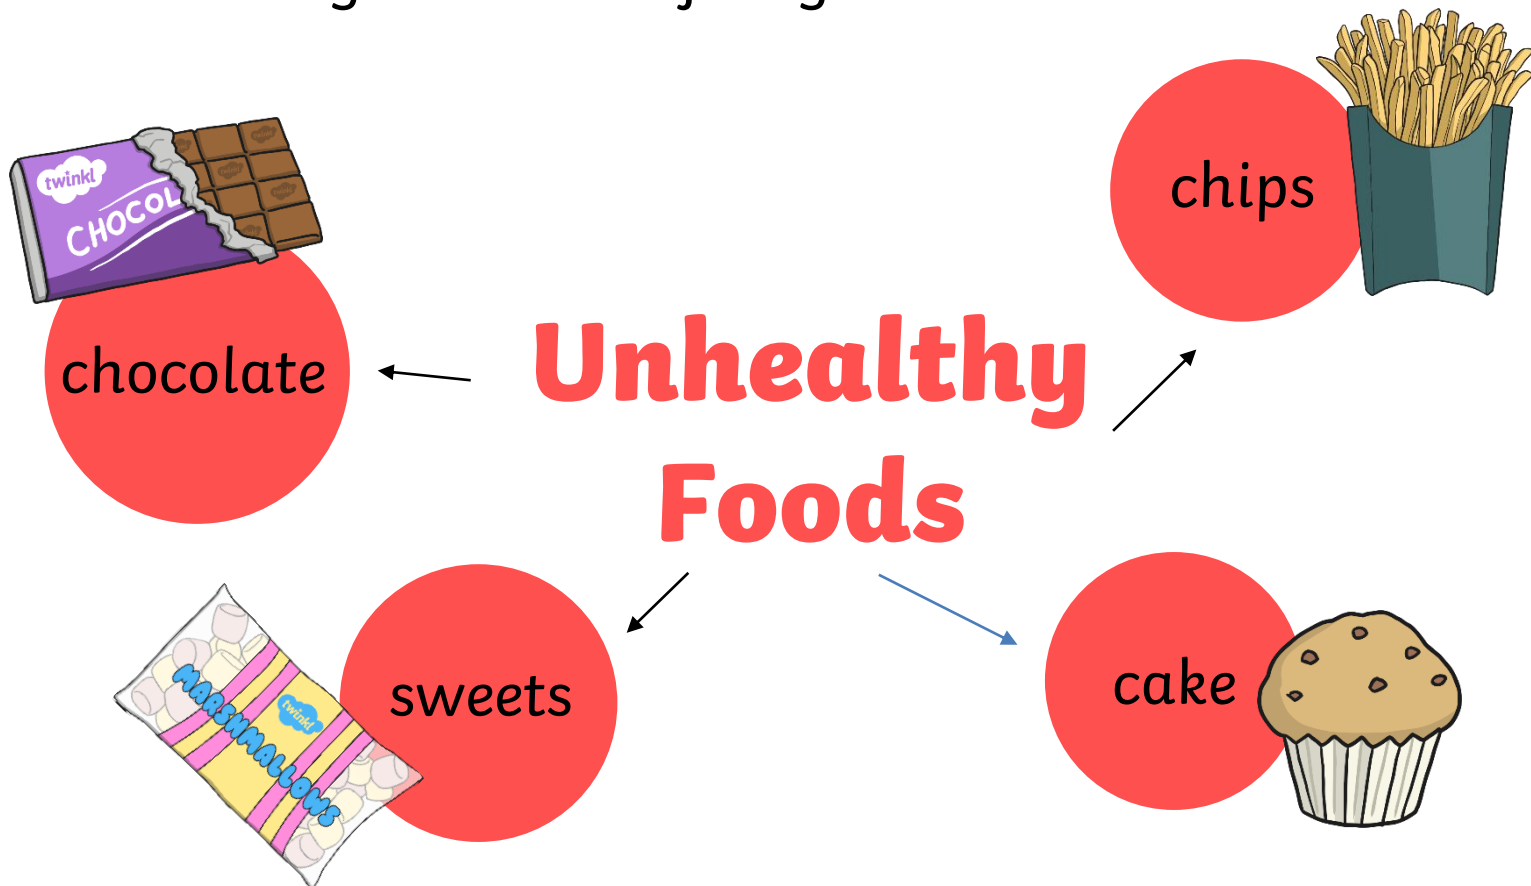 chips
twinkl
CHOCOL
chocolate
Unhealthy
Foods
sweets
twinkl
MARSHMALLOWS
cake